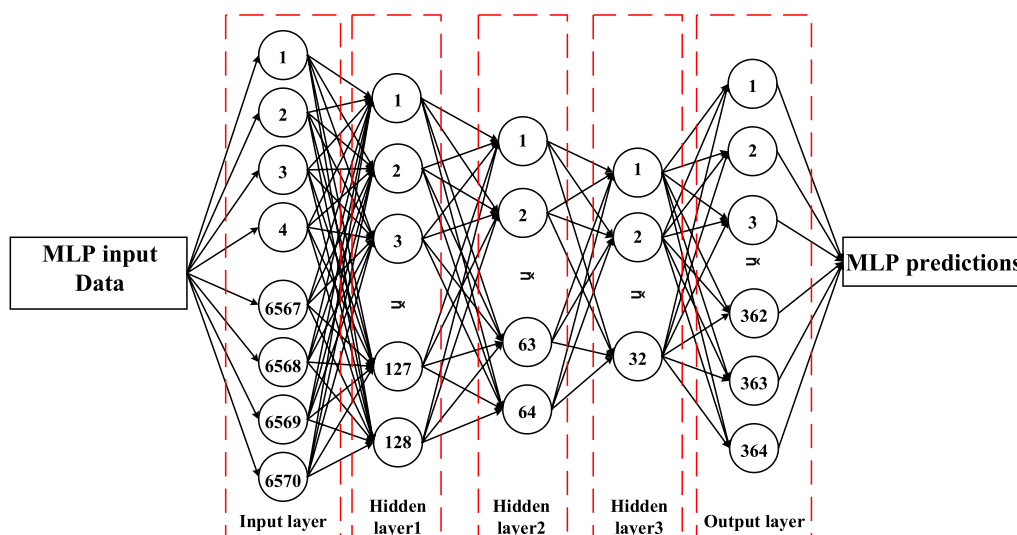 MLP input
Data
1
2
3
4
6567
6568
6569
6570
Input layer
1
2
3
127
128
Hidden
layer1
1
2
63
64
Hidden
layer2
1
2
32
Hidden
layer3
1
2
3
362
363
364
Output layer
MLP predictions